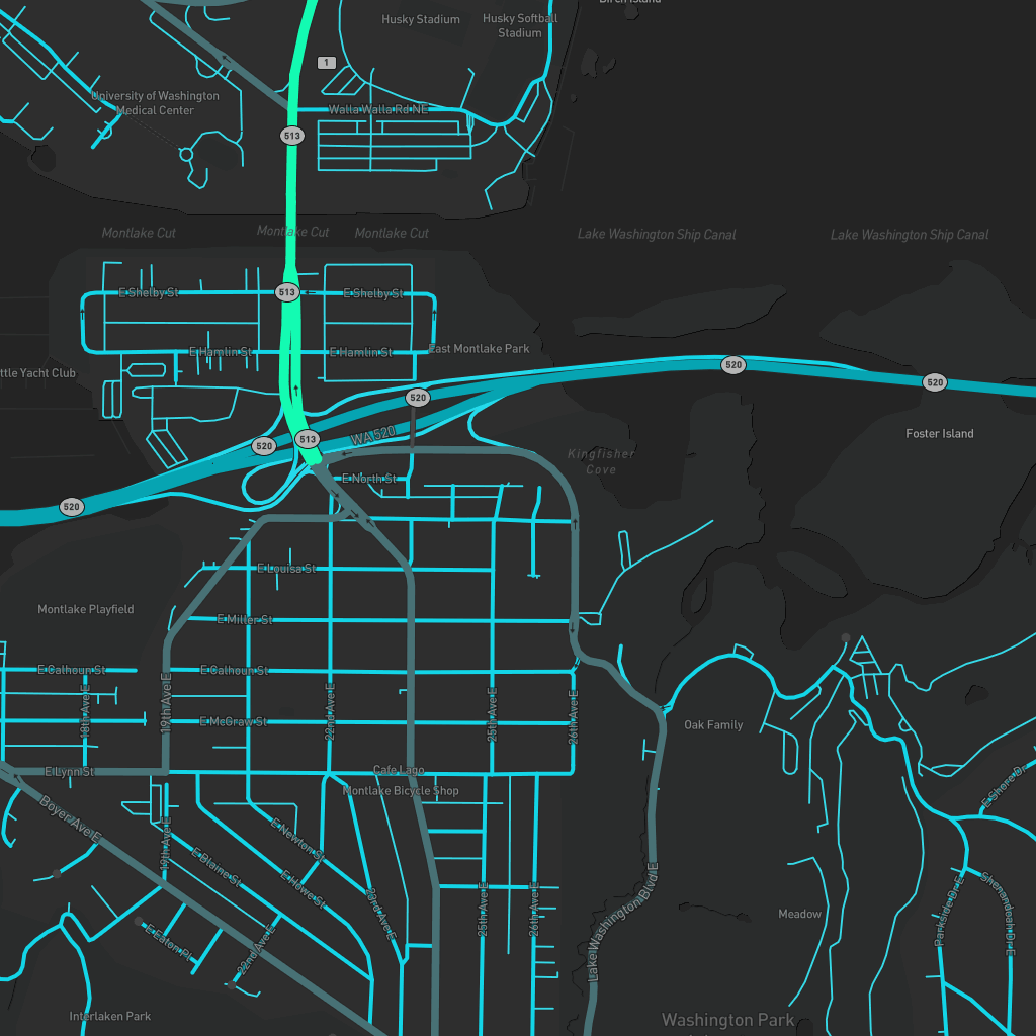 Husky Stadium
Husky Softball
Stadium
1
University of Washington
Medical Center
Walla Walla Rd NE
513
Montlake Cut
Montlake Cut
Montlake Cut
Lake Washington Ship Canal
Lake Washington Ship Canal
E Shelby St
513
E Shelby St
E Hamlin St
E Hamlin St
East Montlake Park
520
ttle Yacht Club
520
520
Foster Island
WA 520
513
520
Kingfisher
Cove
E North St
520
E Louisa St
Montlake Playfield
E Miller St
E Calhoun St
E Calhoun St
18th Ave E
19th Ave E
22nd Ave E
25th Ave E
26th Ave E
E McGraw St
Oak Family
E Lynn St
Cafe Lago
Montlake Bicycle Shop
E Shore Dr
Boyer Ave E
19th Ave E
E Newton St
E Blaine St
E Howe St
23rd Ave E
25th Ave E
26th Ave E
Lake Washington Blvd E
Meadow
Parkside Dr E
Shenandoah Dr E
E Eaton Pl
22nd Ave E
Interlaken Park
Washington Park